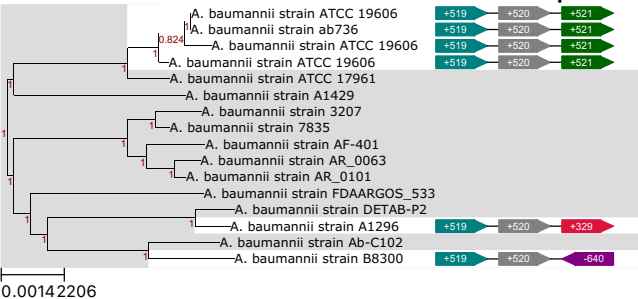 A. baumannii strain ATCC 19606 +519 +520 +521
A. baumannii strain ab736 +519 +520 +521
0.824
A. baumannii strain ATCC 19606 +519 +520 +521
1
A. baumannii strain ATCC 19606 +519 +520 +521
1
A. baumannii strain ATCC 17961
1
A. baumannii strain A1429
A. baumannii strain 3207
1
A. baumannii strain 7835
1
1
A. baumannii strain AF-401
1
A. baumannii strain AR_0063
1
A. baumannii strain AR_0101
1
A. baumannii strain FDAARGOS_533
1
A. baumannii strain DETAB-P2
1
A. baumannii strain A1296 +519 +520 +329
1
A. baumannii strain Ab-C102
1
A. baumannii strain B8300 +519 +520 -640
0.00142206